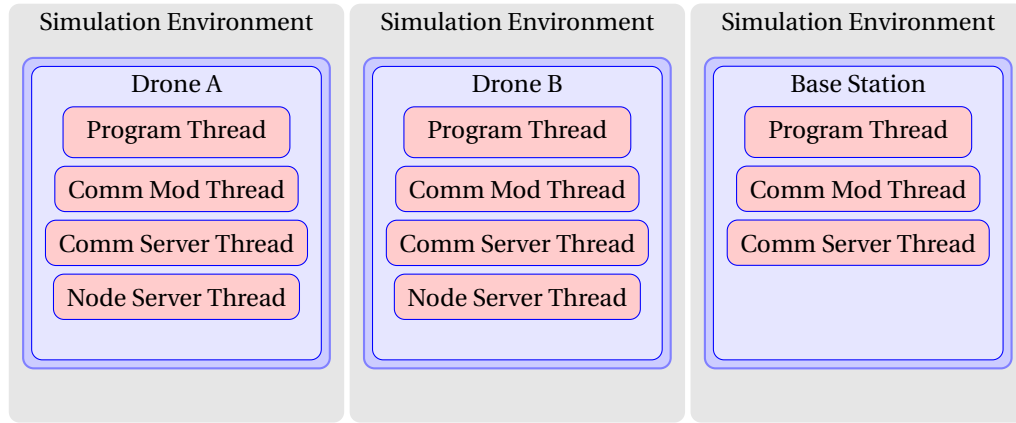 Simulation Environment
Simulation Environment
Simulation Environment
Drone A
Drone B
Base Station
Program Thread
Program Thread
Program Thread
Comm Mod Thread
Comm Mod Thread
Comm Mod Thread
Comm Server Thread
Comm Server Thread
Comm Server Thread
Node Server Thread
Node Server Thread